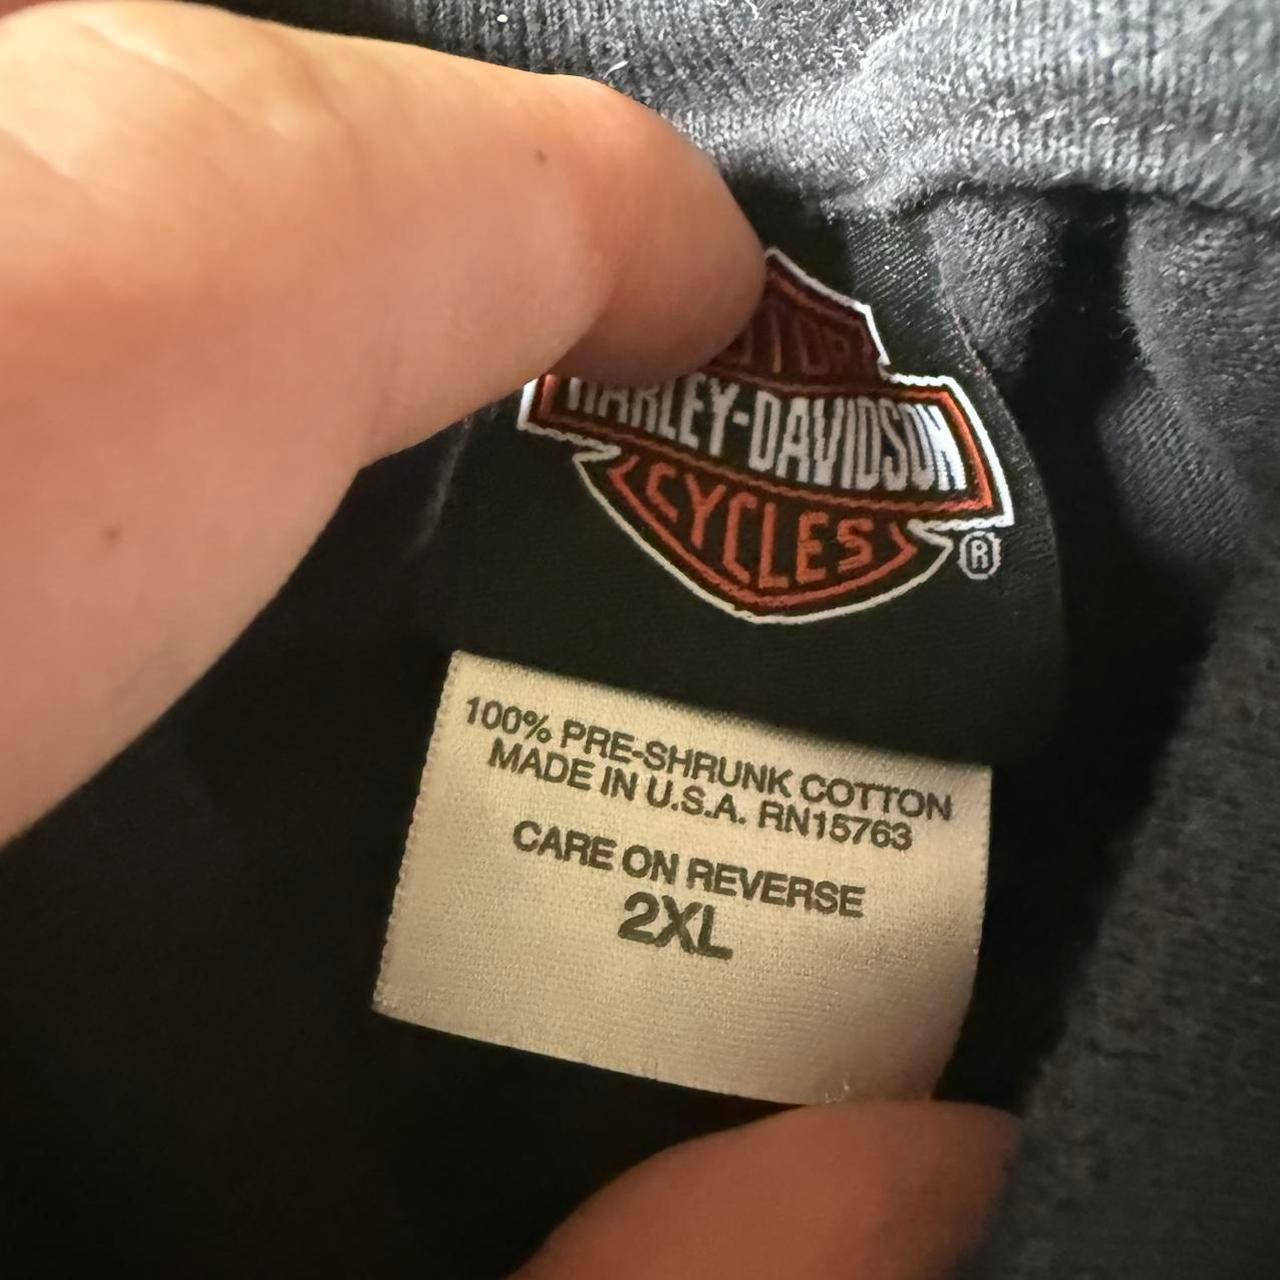 HARLEY-DAVIDSON
CYCLES
®
100% PRE-SHRUNK COTTON
MADE IN U.S.A. RN15763
CARE ON REVERSE
2XL